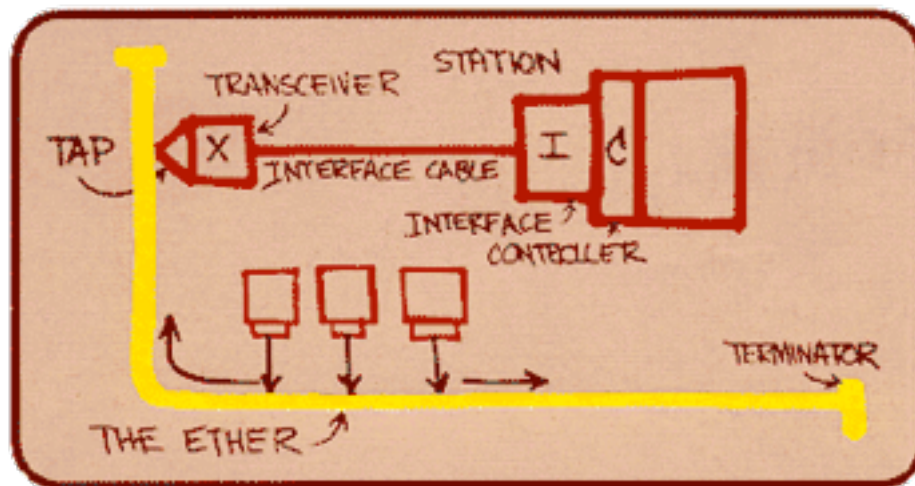 STATION
TRANSCEIVER
TAP
X
I
C
INTERFACE CABLE
INTERFACE
CONTROLLER
TERMINATOR
THE ETHER